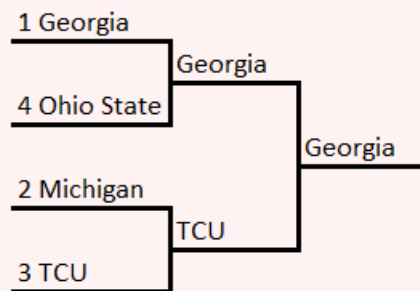 1 Georgia
Georgia
4 Ohio State
Georgia
2 Michigan
TCU
3 TCU